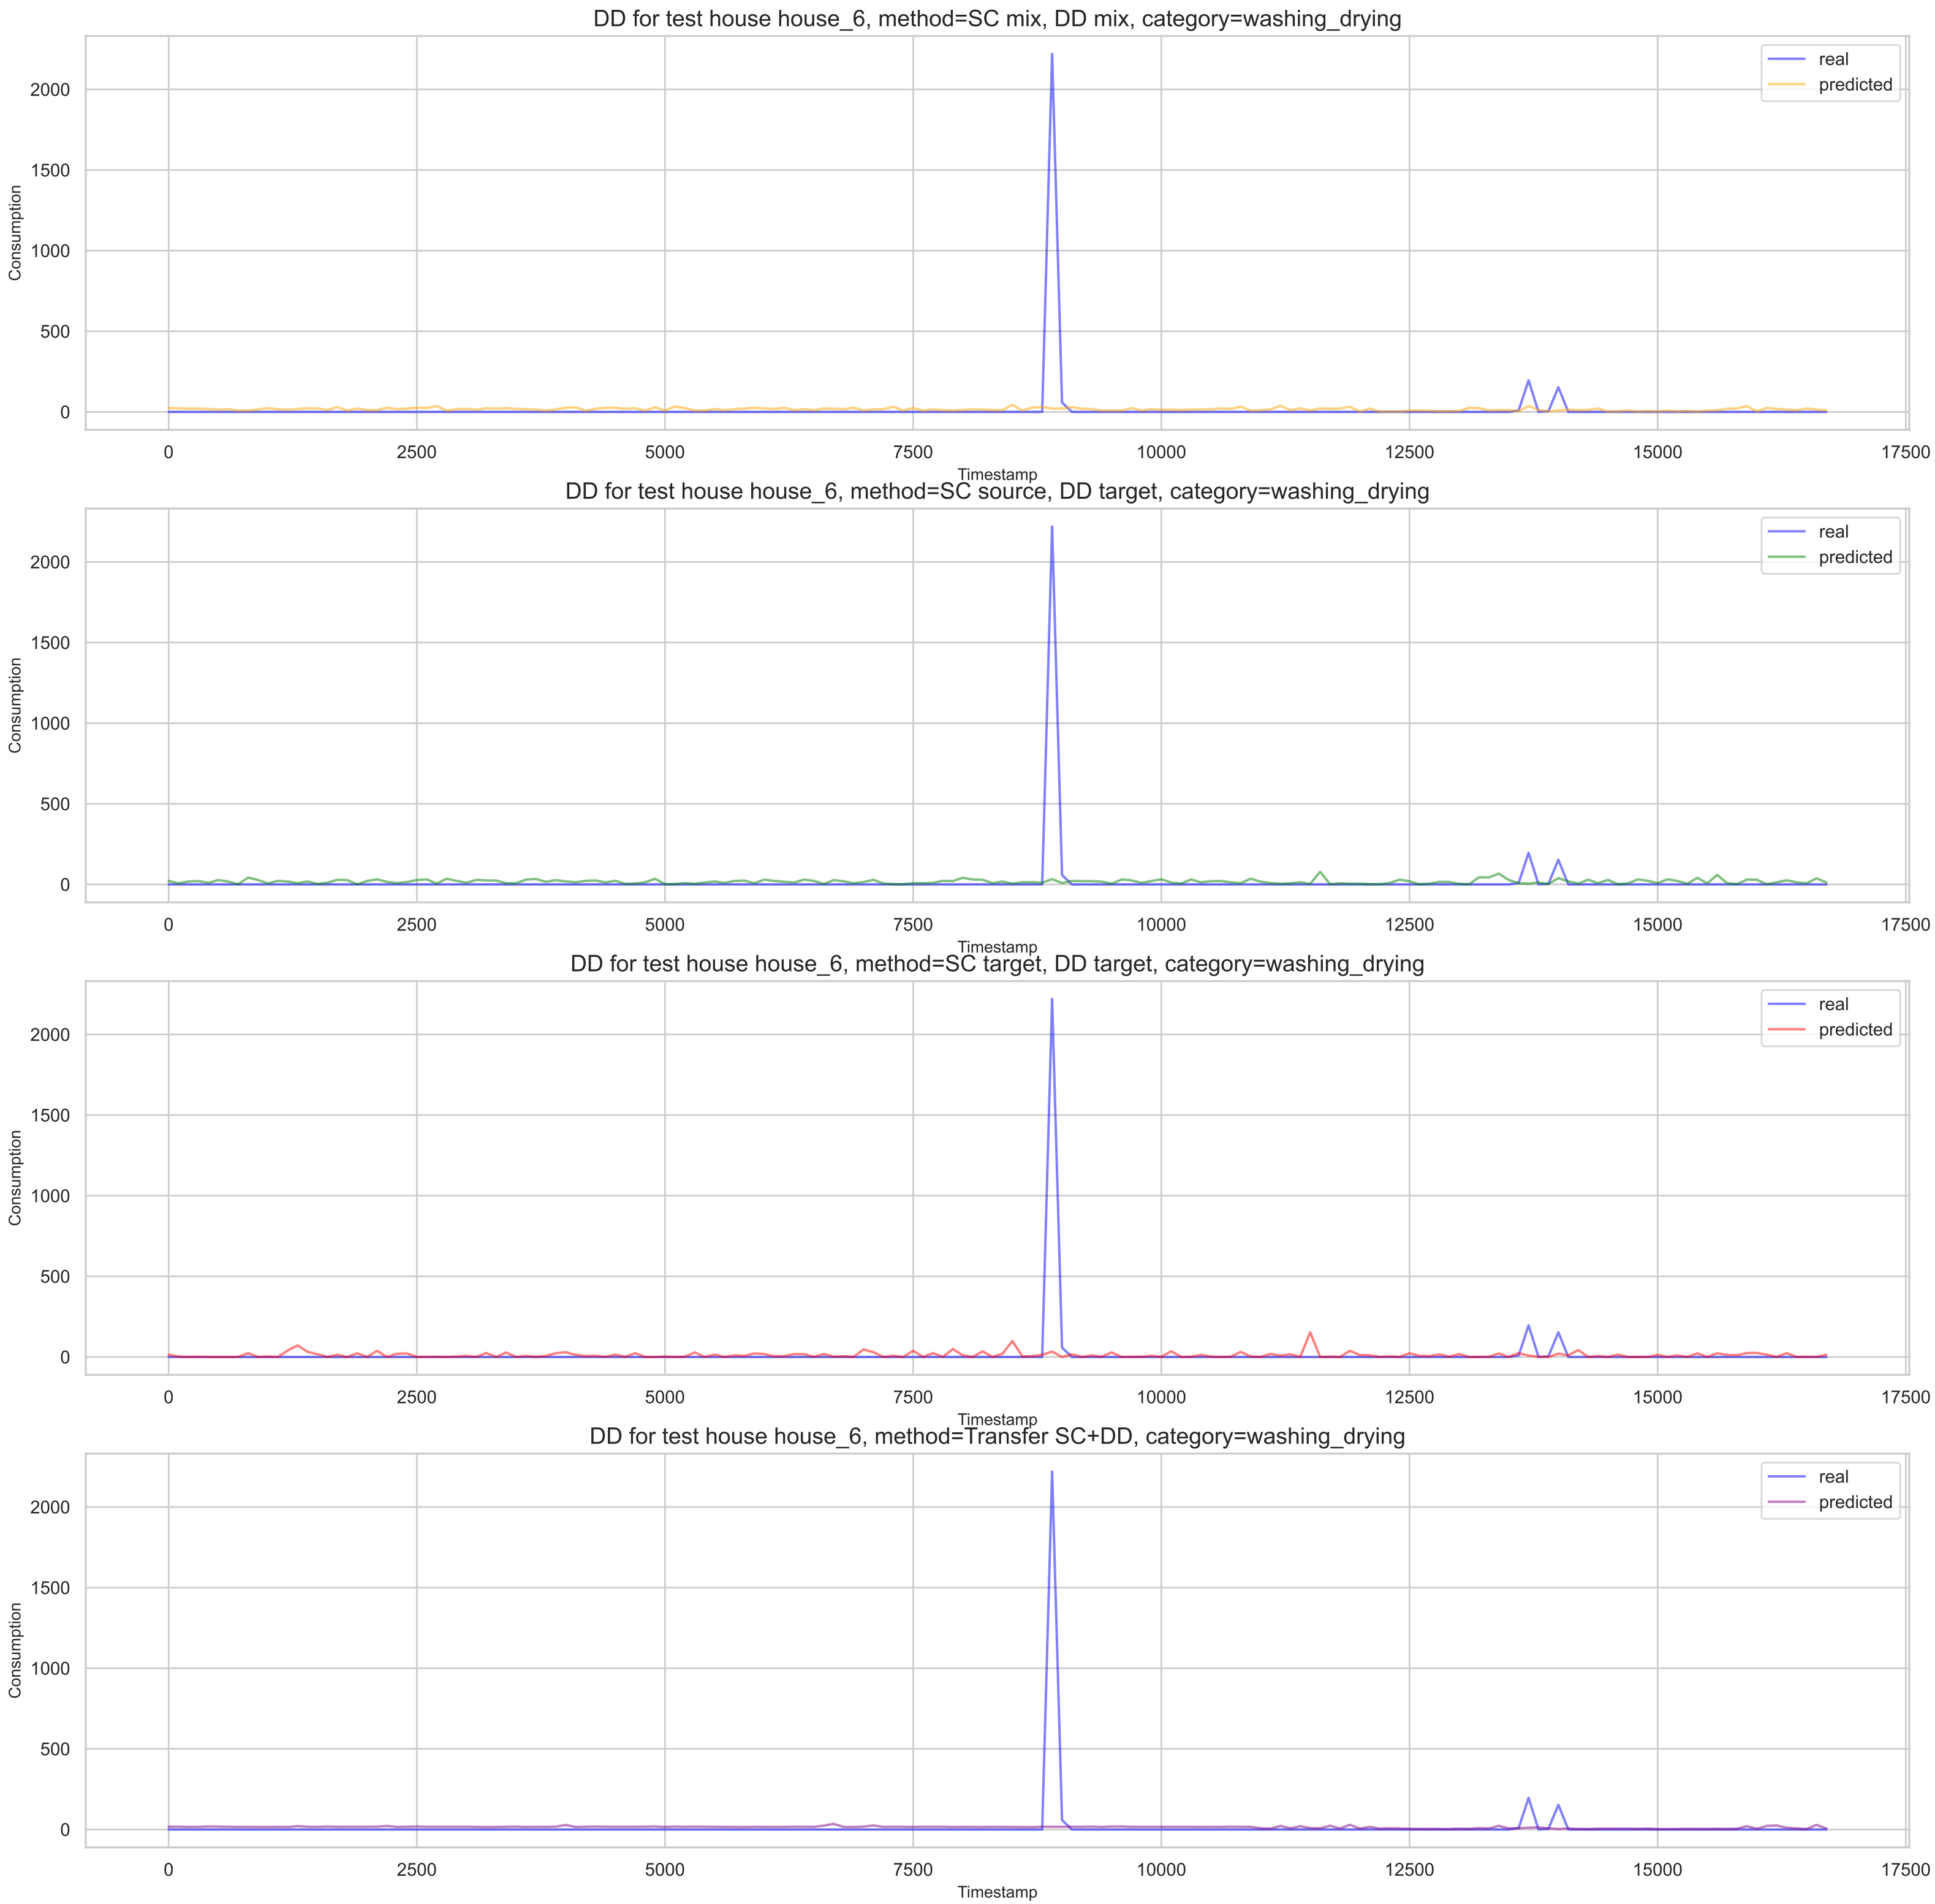 DD for test house house_6, method=SC mix, DD mix, category=washing_drying
real
predicted
2000
1500
1000
500
0
Consumption
0 2500 5000 7500 10000 12500 15000 17500
Timestamp
DD for test house house_6, method=SC source, DD target, category=washing_drying
real
predicted
2000
1500
1000
500
0
Consumption
0 2500 5000 7500 10000 12500 15000 17500
Timestamp
DD for test house house_6, method=SC target, DD target, category=washing_drying
real
predicted
2000
1500
1000
500
0
Consumption
0 2500 5000 7500 10000 12500 15000 17500
Timestamp
DD for test house house_6, method=Transfer SC+DD, category=washing_drying
real
predicted
2000
1500
1000
500
0
Consumption
0 2500 5000 7500 10000 12500 15000 17500
Timestamp